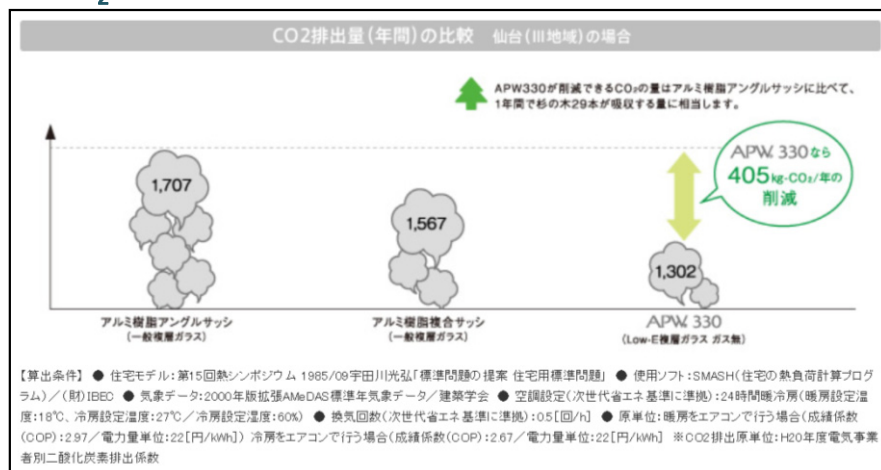 2
CO2排出量(年間)の比較　仙台(Ⅲ地域)の場合
APW330が削減できるCO₂の量はアルミ樹脂アングルサッシに比べて、
1年間で杉の木29本が吸収する量に相当します。
APW 330なら
405kg-CO₂/年の
削減
1,707
1,567
1,302
アルミ樹脂アングルサッシ
(一般複層ガラス)
アルミ樹脂複合サッシ
(一般複層ガラス)
APW 330
(Low-E複層ガラス ガス無)
【算出条件】 ● 住宅モデル:第15回熱シンポジウム 1985/09宇田川光弘「標準問題の提案 住宅用標準問題」 ● 使用ソフト:SMASH(住宅の熱負荷計算プログ
ラム)/(財)IBEC ● 気象データ:2000年版拡張AMeDAS標準年気象データ/建築学会 ● 空調設定(次世代省エネ基準に準拠):24時間暖冷房(暖房設定温
度:18℃、冷房設定温度:27℃/冷房設定湿度:60%) ● 換気回数(次世代省エネ基準に準拠):0.5[回/h] ● 原単位:暖房をエアコンで行う場合(成績係数
(COP):2.97/電力量単位:22[円/kWh]) 冷房をエアコンで行う場合(成績係数(COP):2.67/電力量単位:22[円/kWh] ※CO2排出原単位:H20年度電気事業
者別二酸化炭素排出係数